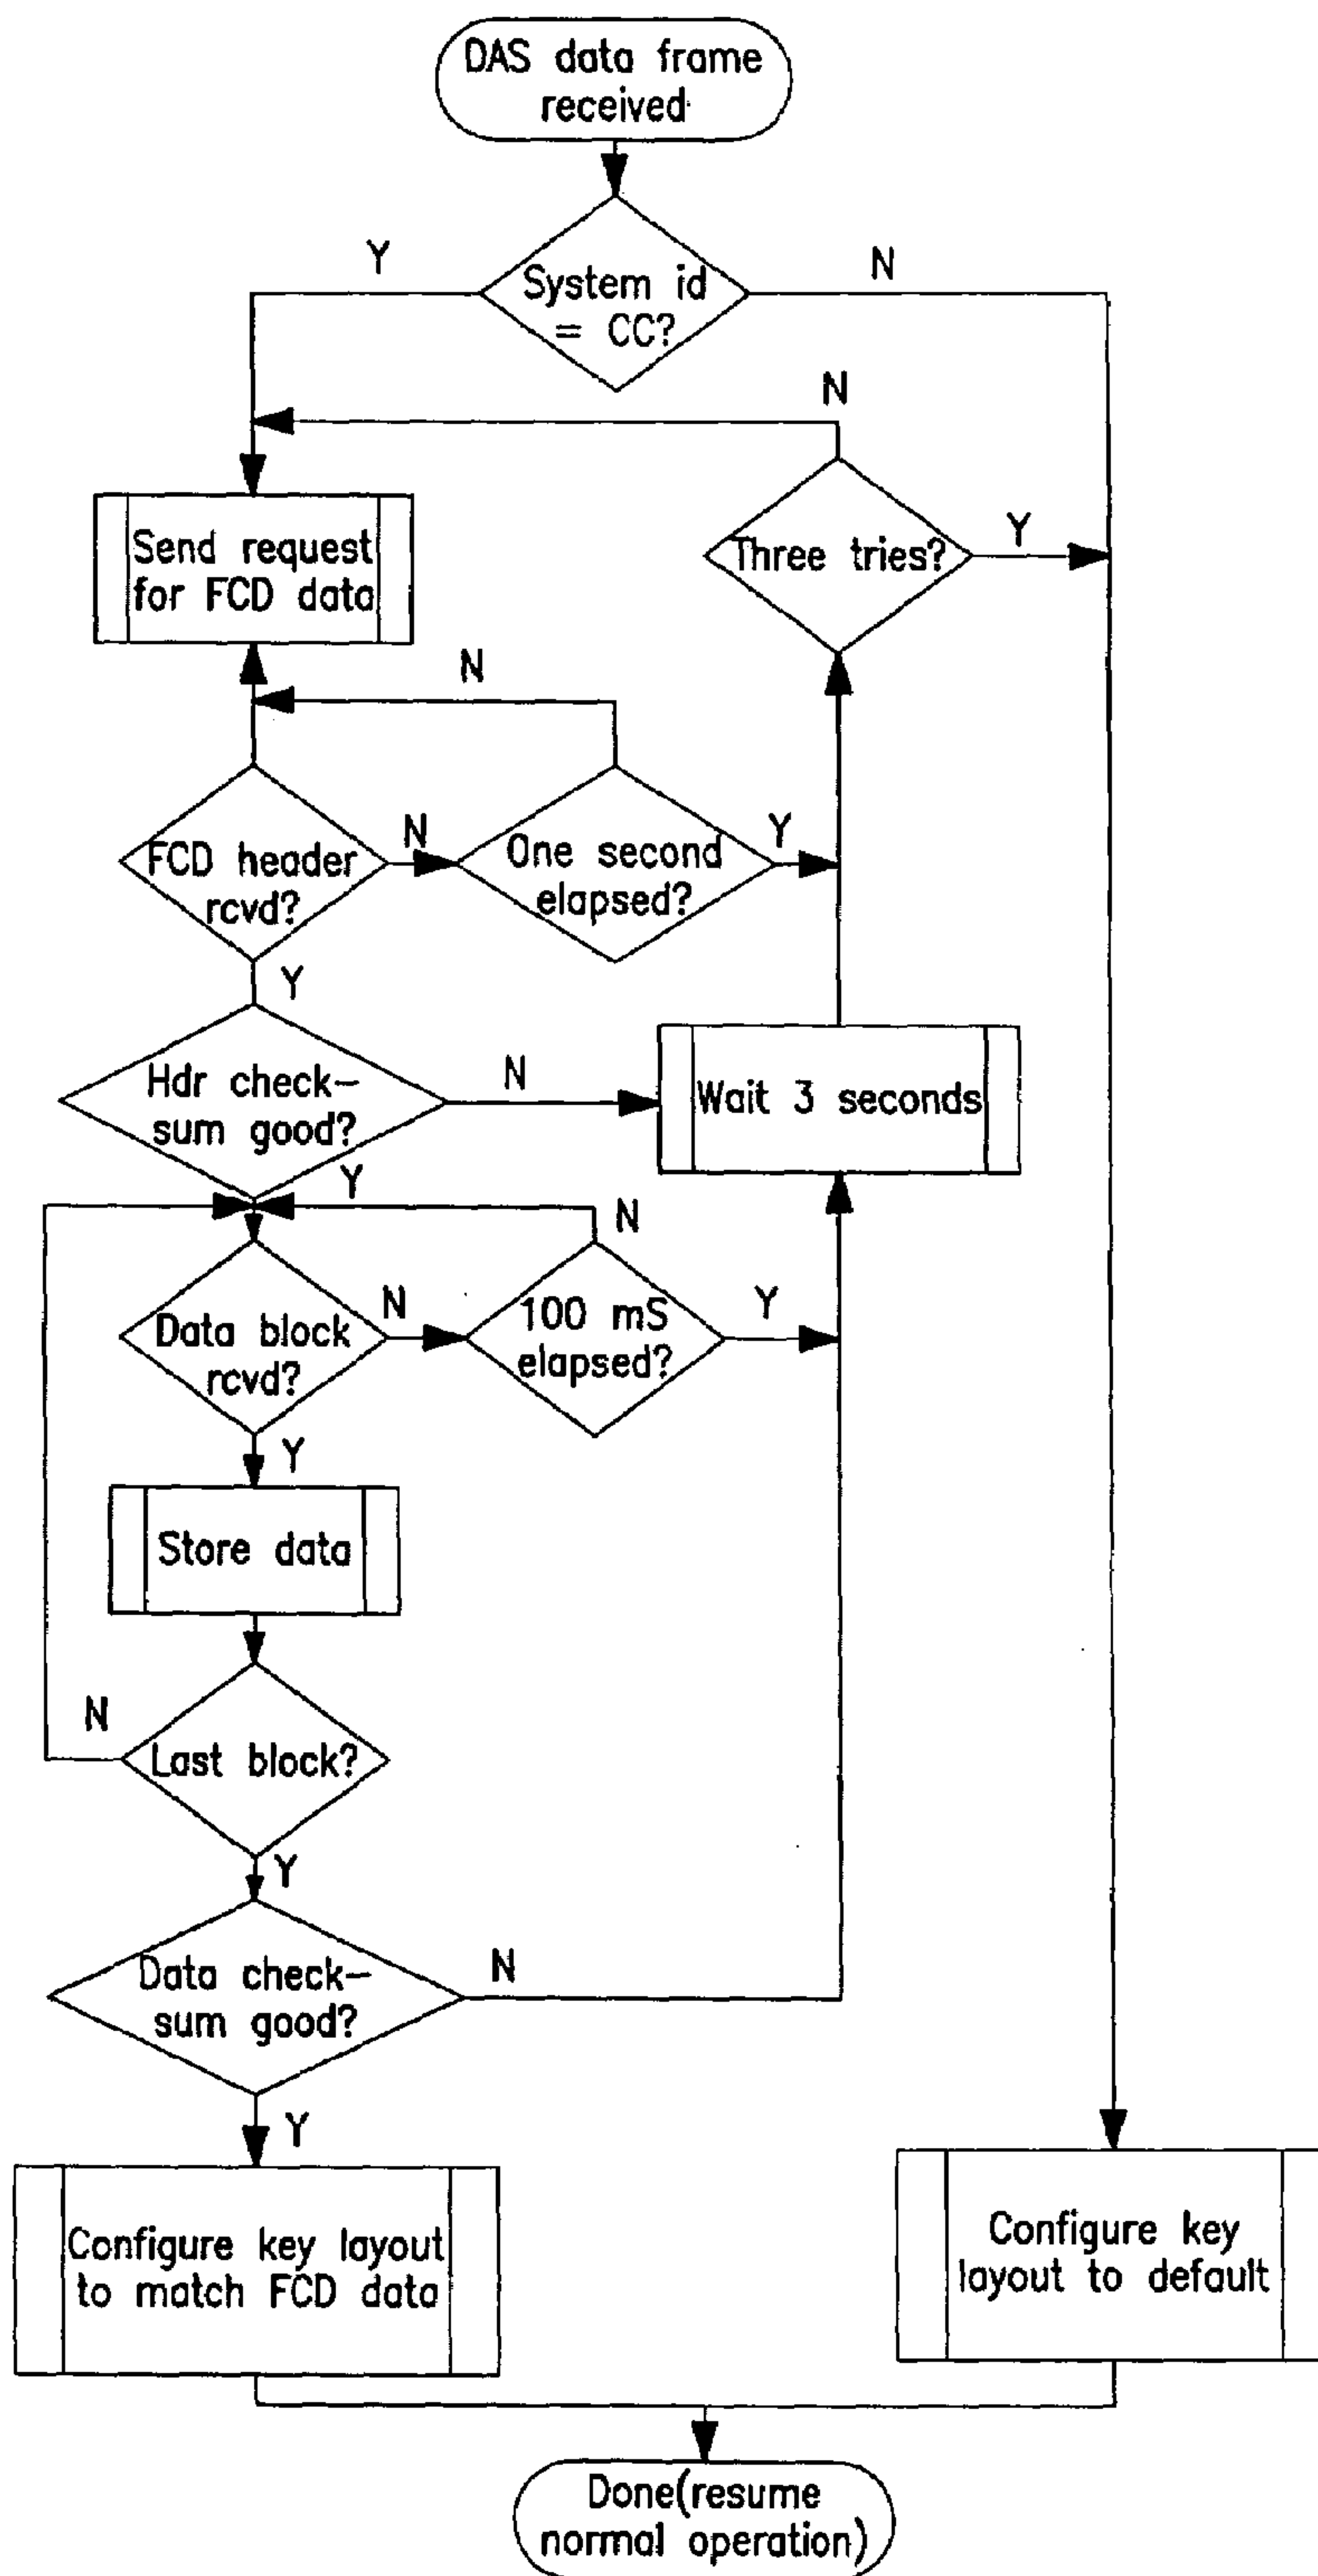 DAS data frame
received
Y
N
System id
= CC?
N
Send request
for FCD data
Three tries?
Y
N
FCD header
rcvd?
N
One second
elapsed?
Y
Y
Hdr check-
sum good?
N
Wait 3 seconds
Y
N
Data block
rcvd?
N
100 mS
elapsed?
Y
Y
Store data
N
Last block?
Y
Data check-
sum good?
N
Y
Configure key layout
to match FCD data
Configure key
layout to default
Done(resume
normal operation)